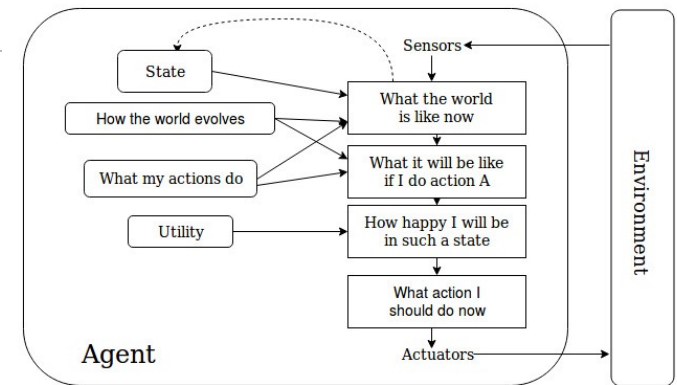 Sensors
State
What the world
is like now
How the world evolves
What it will be like
if I do action A
What my actions do
How happy I will be
in such a state
Utility
What action I
should do now
Agent
Actuators
Environment